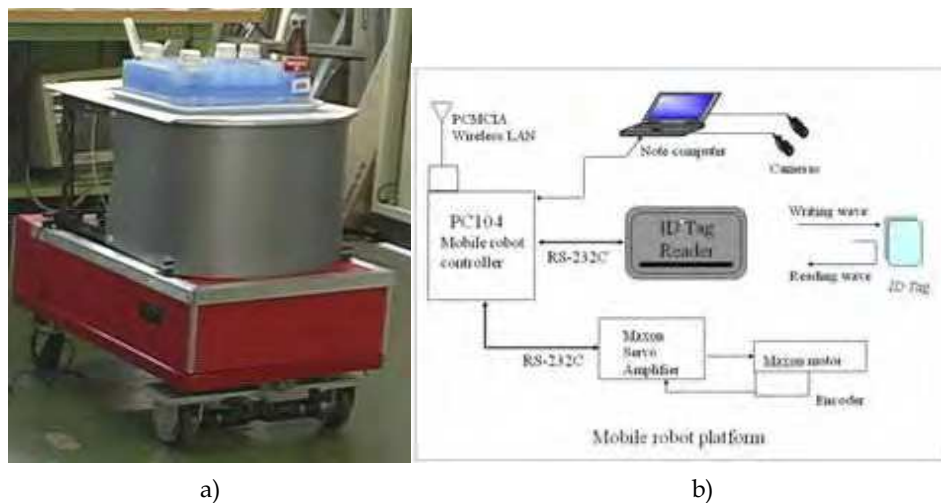 PCMCIA
Wireless LAN
Note computer
Cameras
PC104
Mobile robot
controller
RS-232C
ID Tag
Reader
Writing wave
Reading wave
ID Tag
RS-232C
Maxon
Servo
Amplifier
Maxon motor
Encoder
Mobile robot platform
a)
b)